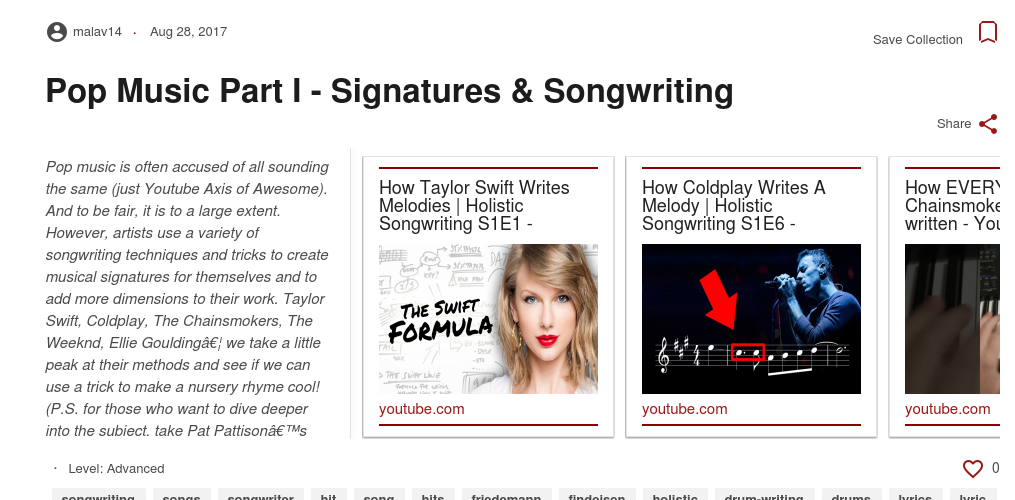 malav14 · Aug 28, 2017
Save Collection
Pop Music Part I - Signatures & Songwriting
Share
Pop music is often accused of all sounding
the same (just Youtube Axis of Awesome).
And to be fair, it is to a large extent.
However, artists use a variety of
songwriting techniques and tricks to create
musical signatures for themselves and to
add more dimensions to their work. Taylor
Swift, Coldplay, The Chainsmokers, The
Weeknd, Ellie Gouldingâ€¦ we take a little
peak at their methods and see if we can
use a trick to make a nursery rhyme cool!
(P.S. for those who want to dive deeper
into the subject, take Pat Pattisonâ€™s
How Taylor Swift Writes
Melodies | Holistic
Songwriting S1E1 -
THE SWIFT
FORMULA
youtube.com
How Coldplay Writes A
Melody | Holistic
Songwriting S1E6 -
youtube.com
How EVERY
Chainsmoke
written - You
youtube.com
· Level: Advanced
0
songwriting songs songwriter hit song hits friedemann findeisen holistic drum-writing drums lyrics lyric